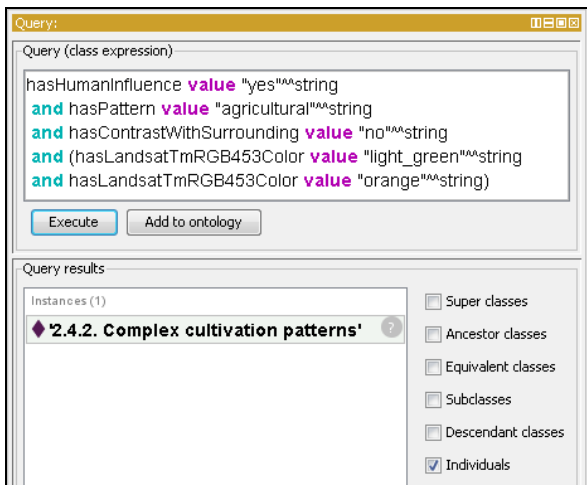 Query:
Query (class expression)
hasHumanInfluence value "yes"^^string
and hasPattern value "agricultural"^^string
and hasContrastWithSurrounding value "no"^^string
and (hasLandsatTmRGB453Color value "light_green"^^string
and hasLandsatTmRGB453Color value "orange"^^string)
Execute Add to ontology
Query results
Instances (1)
'2.4.2. Complex cultivation patterns' ?
Super classes
Ancestor classes
Equivalent classes
Subclasses
Descendant classes
Individuals